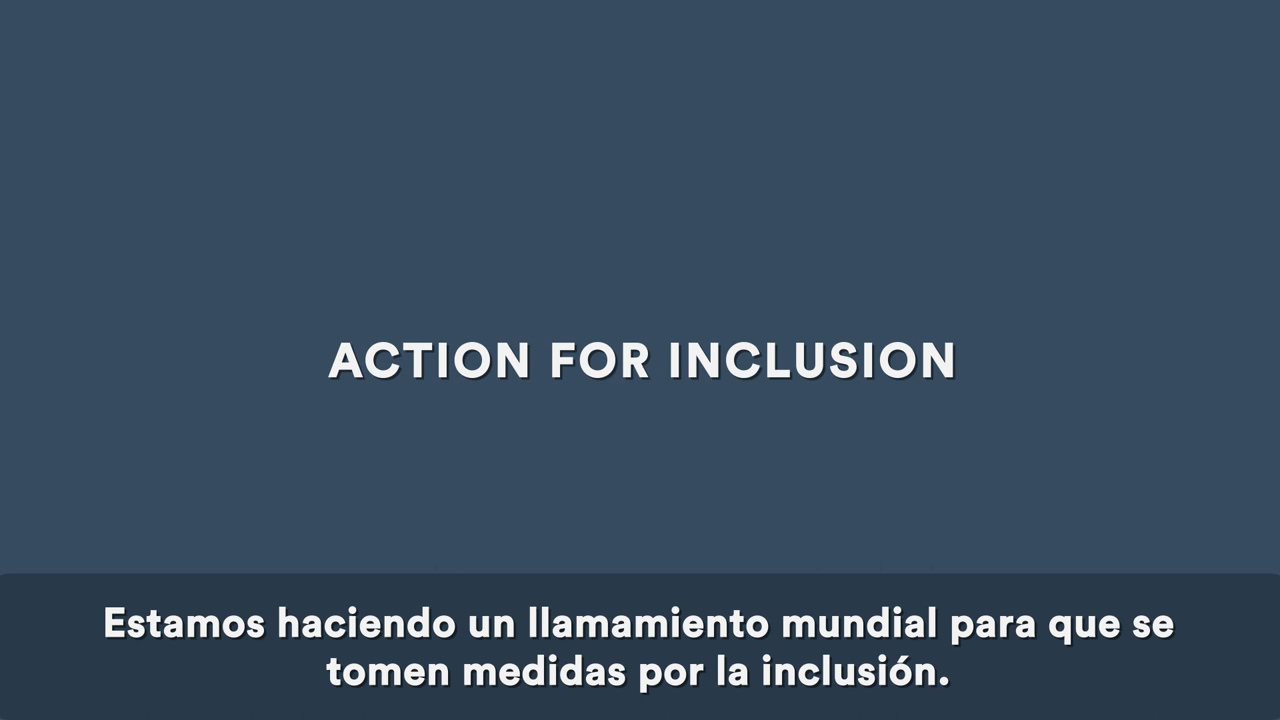 ACTION FOR INCLUSION
Estamos haciendo un llamamiento mundial para que se
tomen medidas por la inclusión.